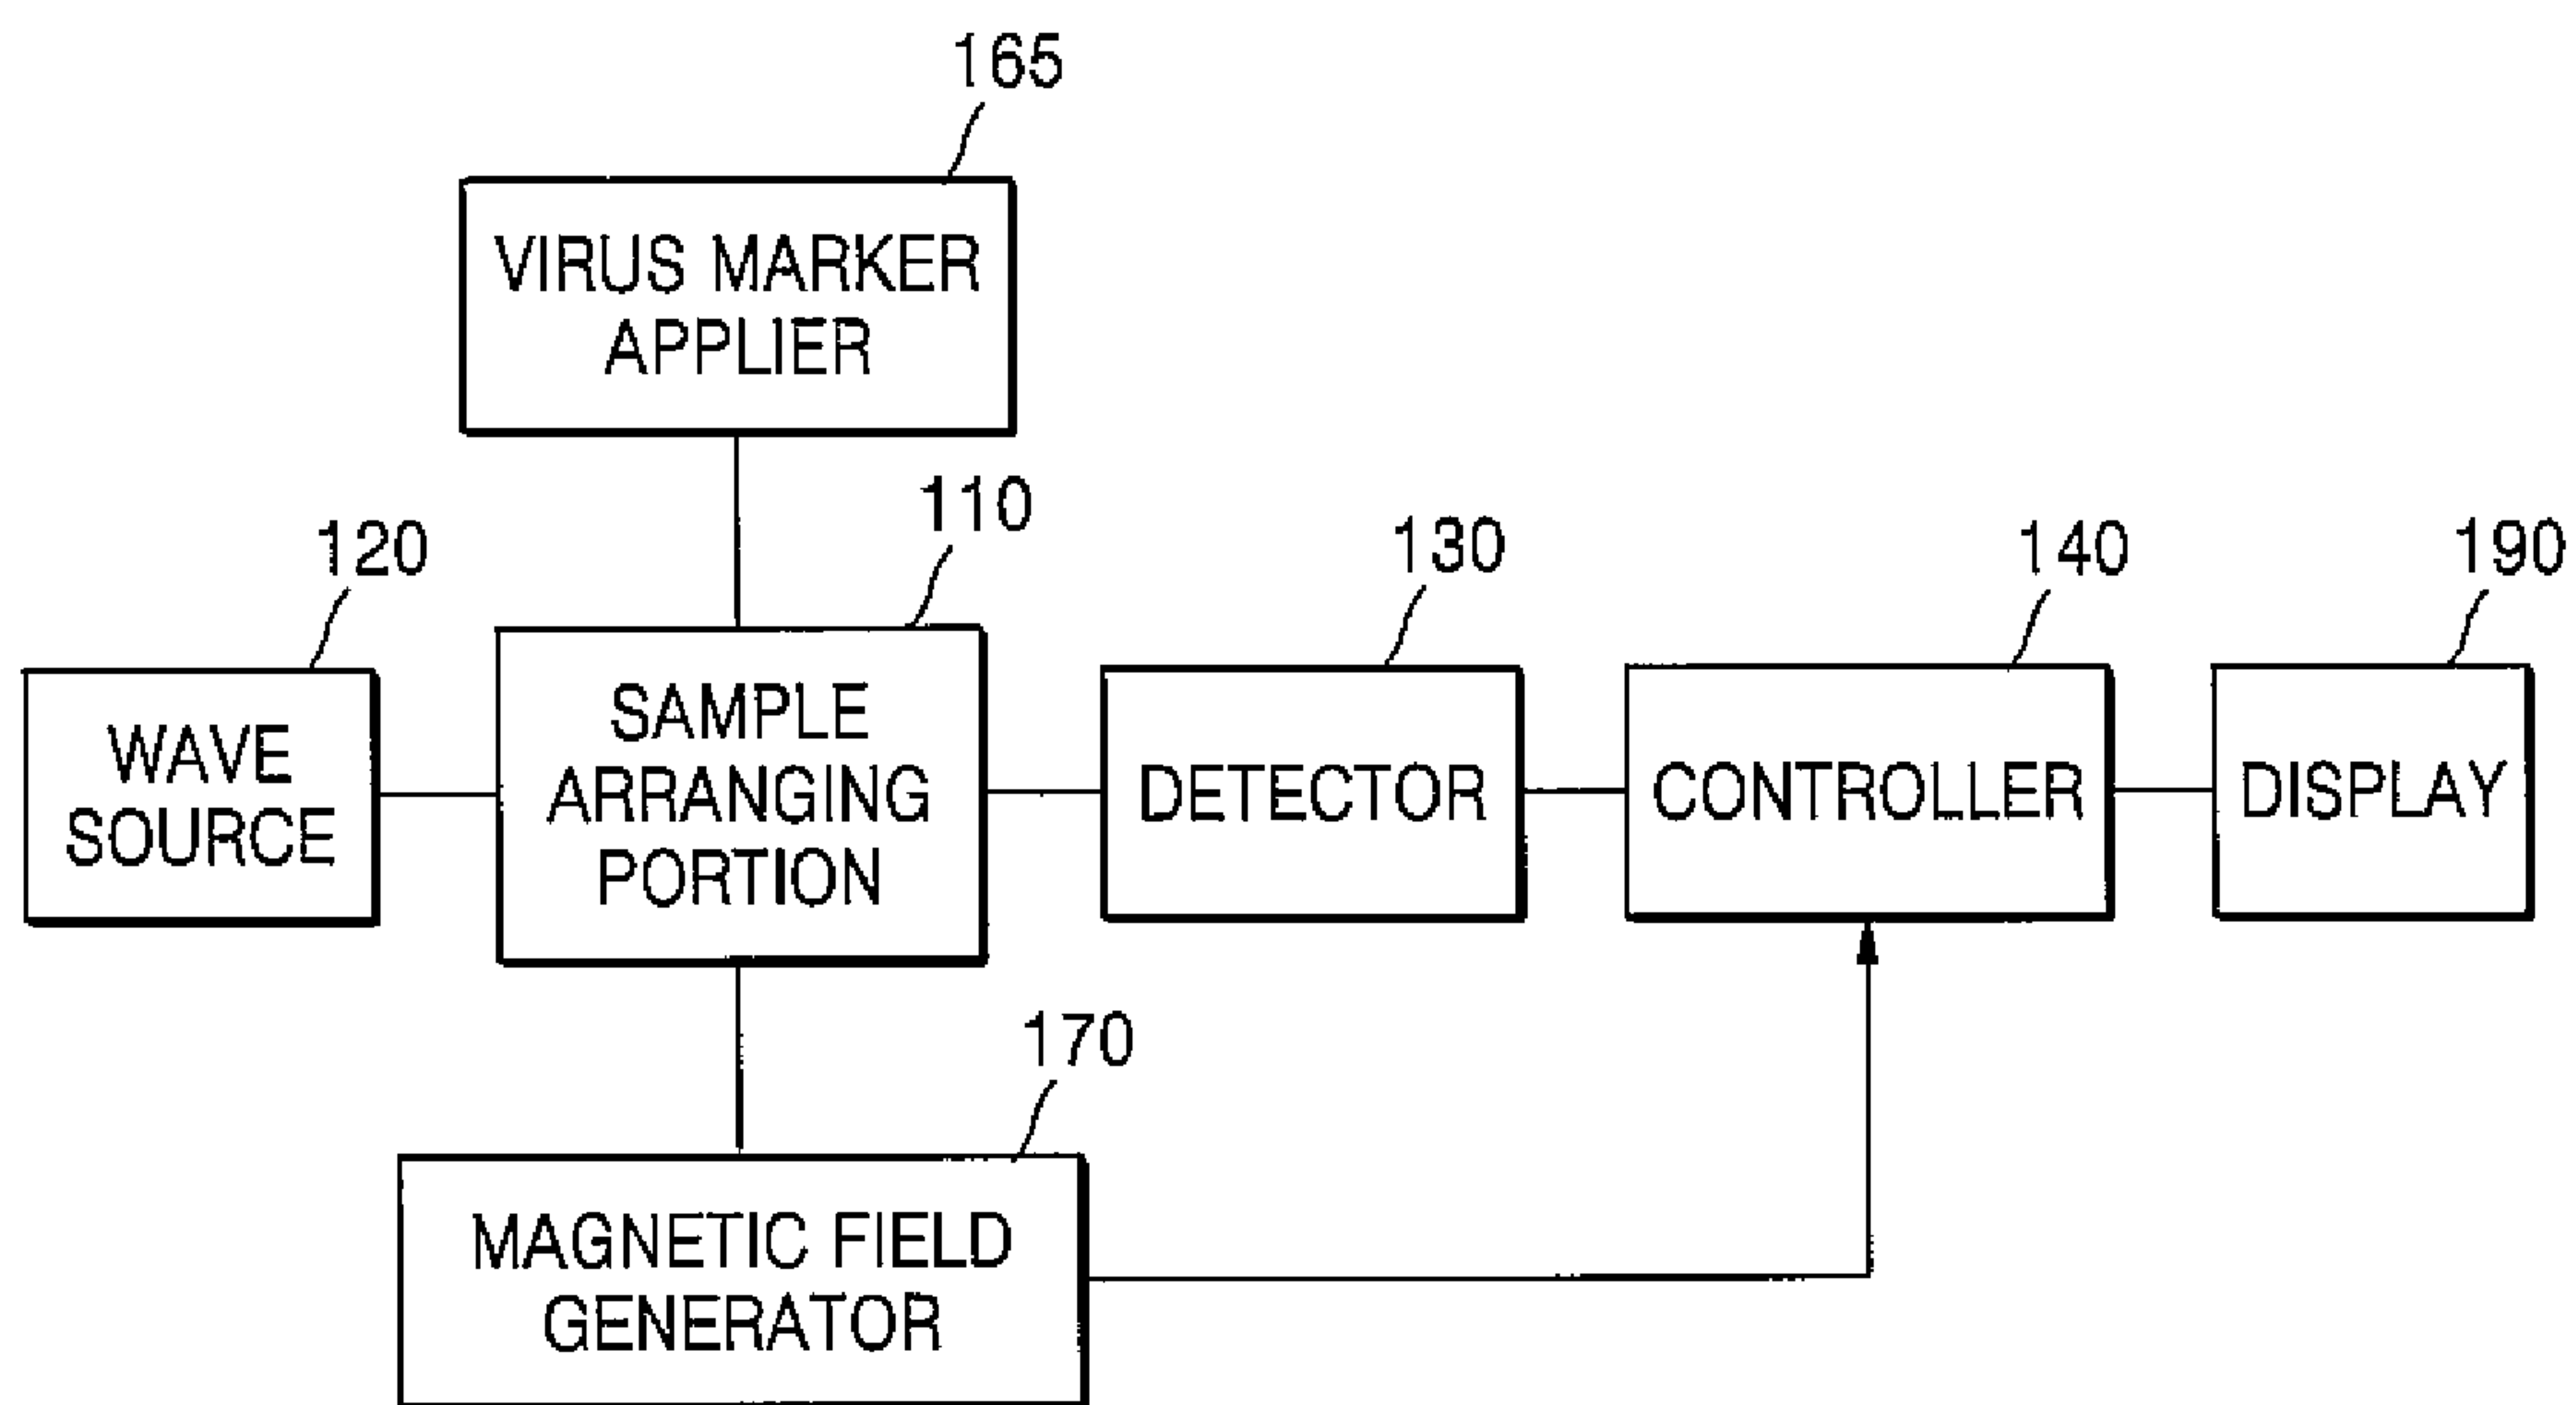 165
VIRUS MARKER
APPLIER
110
120
130
140
190
WAVE
SOURCE
SAMPLE
ARRANGING
PORTION
DETECTOR
CONTROLLER
DISPLAY
170
MAGNETIC FIELD
GENERATOR